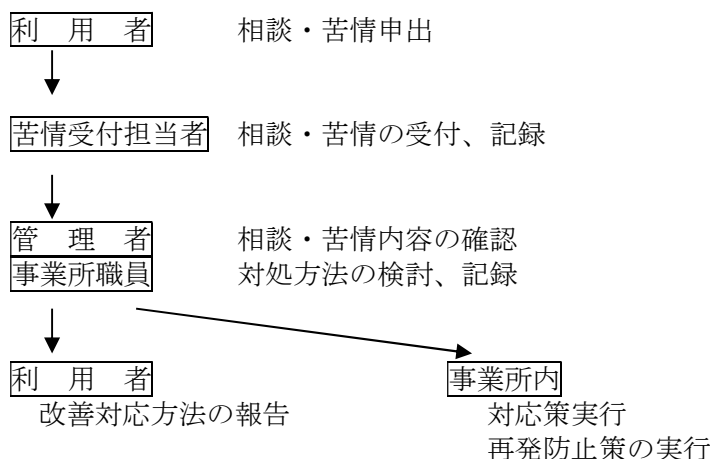 利　用　者　　　相談・苦情申出
苦情受付担当者　相談・苦情の受付、記録
管　理　者　　　相談・苦情内容の確認
事業所職員　　　対処方法の検討、記録
利　用　者　　　　　　　　　　事業所内
改善対応方法の報告　　　　　　対応策実行
再発防止策の実行